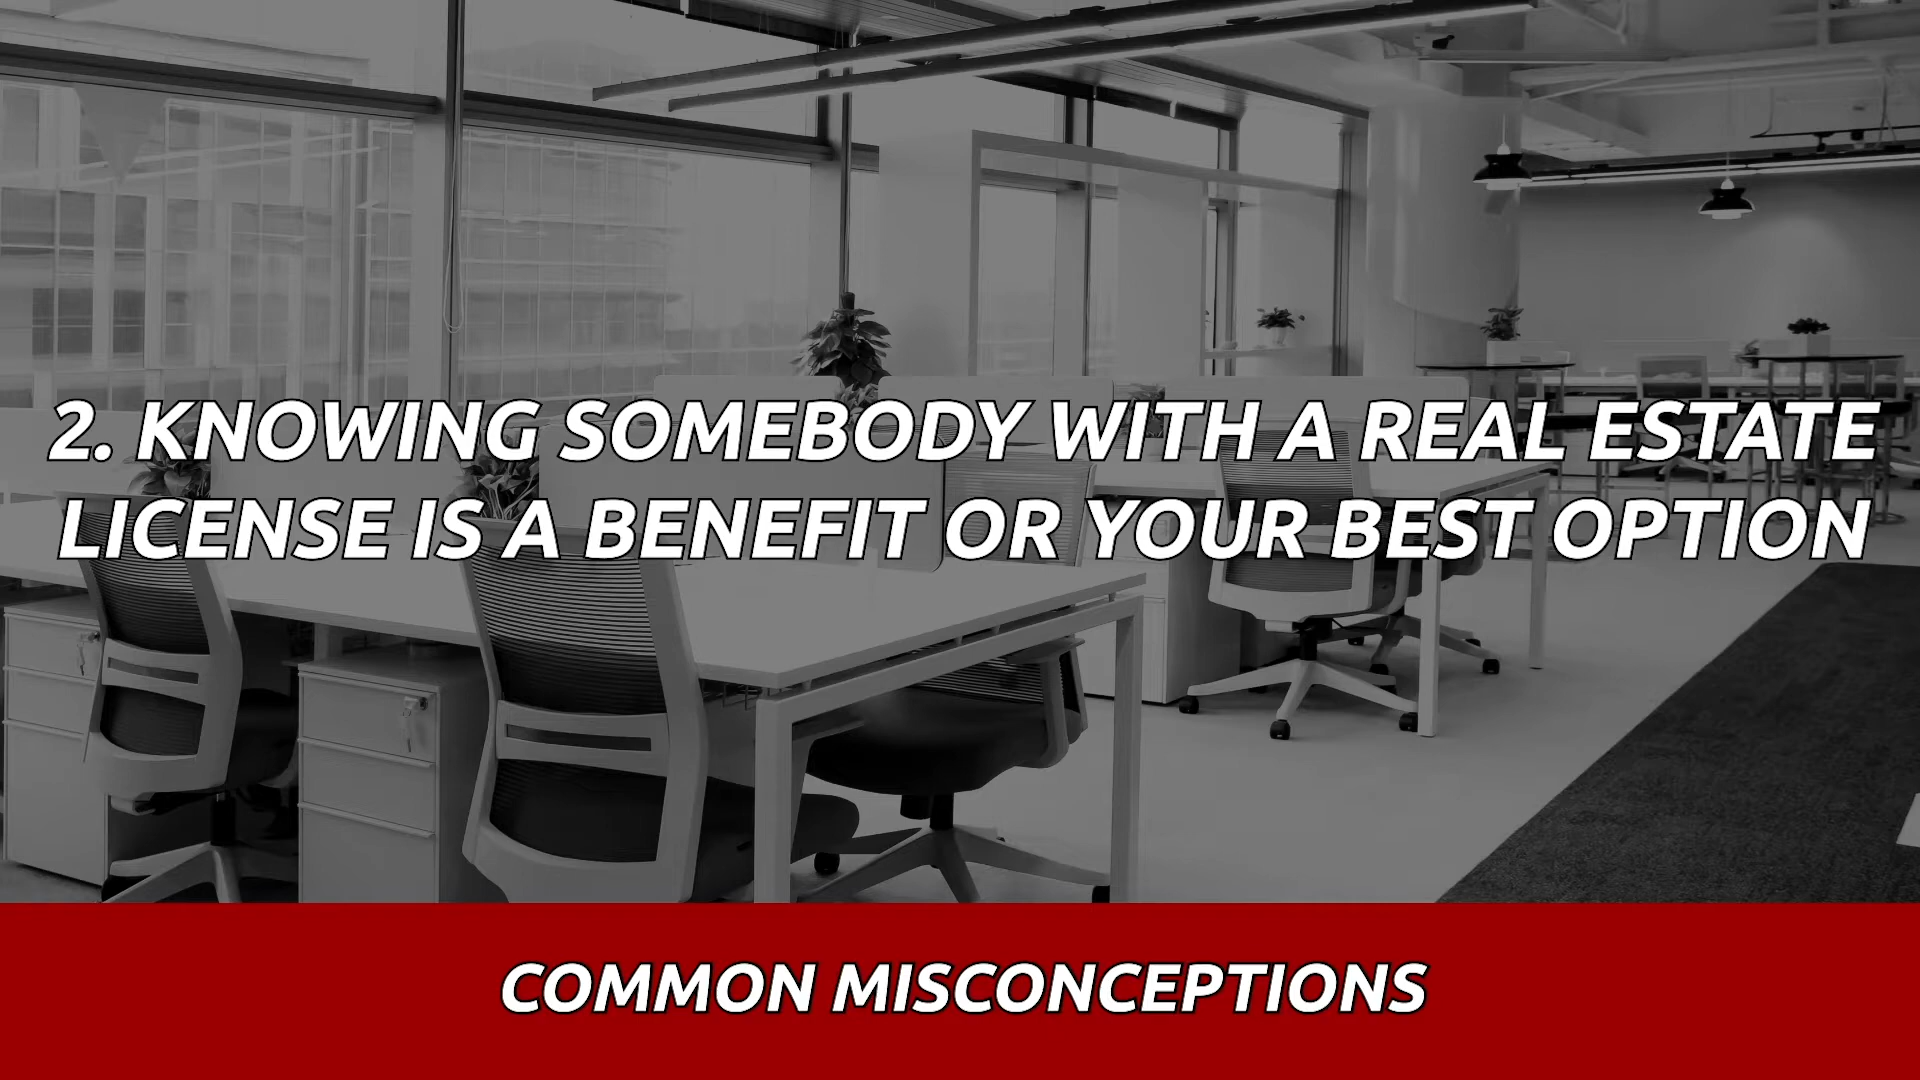 2. KNOWING SOMEBODY WITH A REAL ESTATE
LICENSE IS A BENEFIT OR YOUR BEST OPTION
COMMON MISCONCEPTIONS